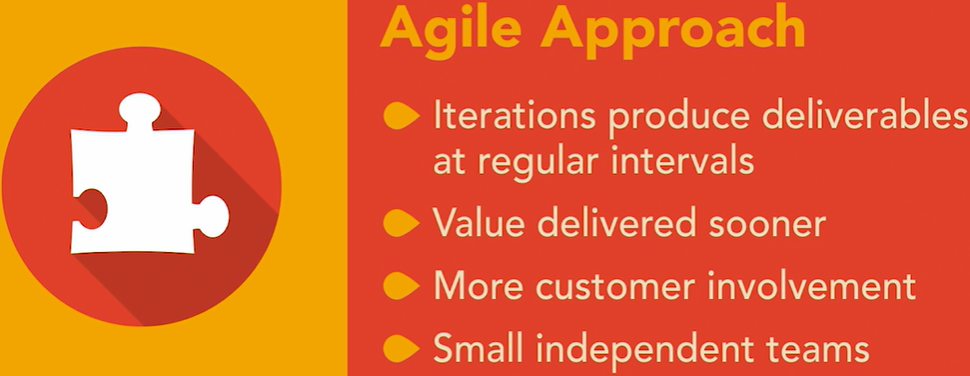 Agile Approach
Iterations produce deliverables
at regular intervals
Value delivered sooner
More customer involvement
Small independent teams